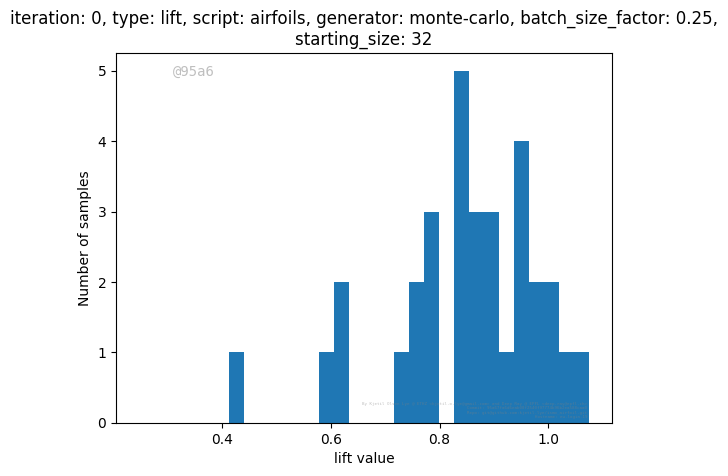 iteration: 0, type: lift, script: airfoils, generator: monte-carlo, batch_size_factor: 0.25,
starting_size: 32
@95a6
5
4
3
2
1
0
Number of samples
0.4 0.6 0.8 1.0
lift value